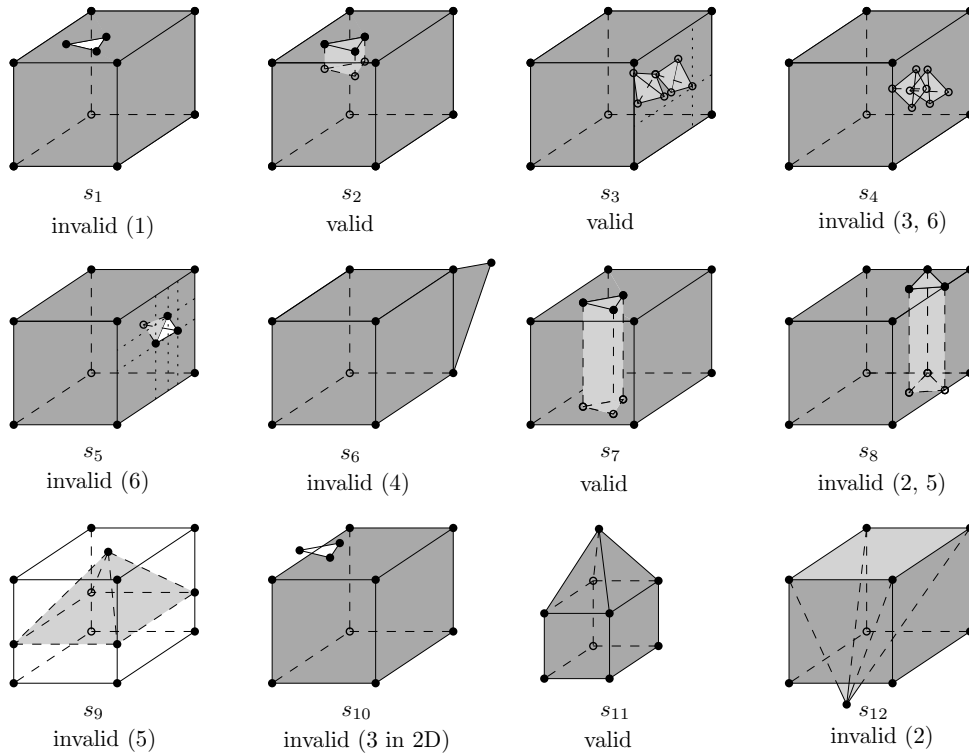 s₁ s₂ s₃ s₄
invalid (1) valid valid invalid (3, 6)
s₅ s₆ s₇ s₈
invalid (6) invalid (4) valid invalid (2, 5)
s₉ s₁₀ s₁₁ s₁₂
invalid (5) invalid (3 in 2D) valid invalid (2)